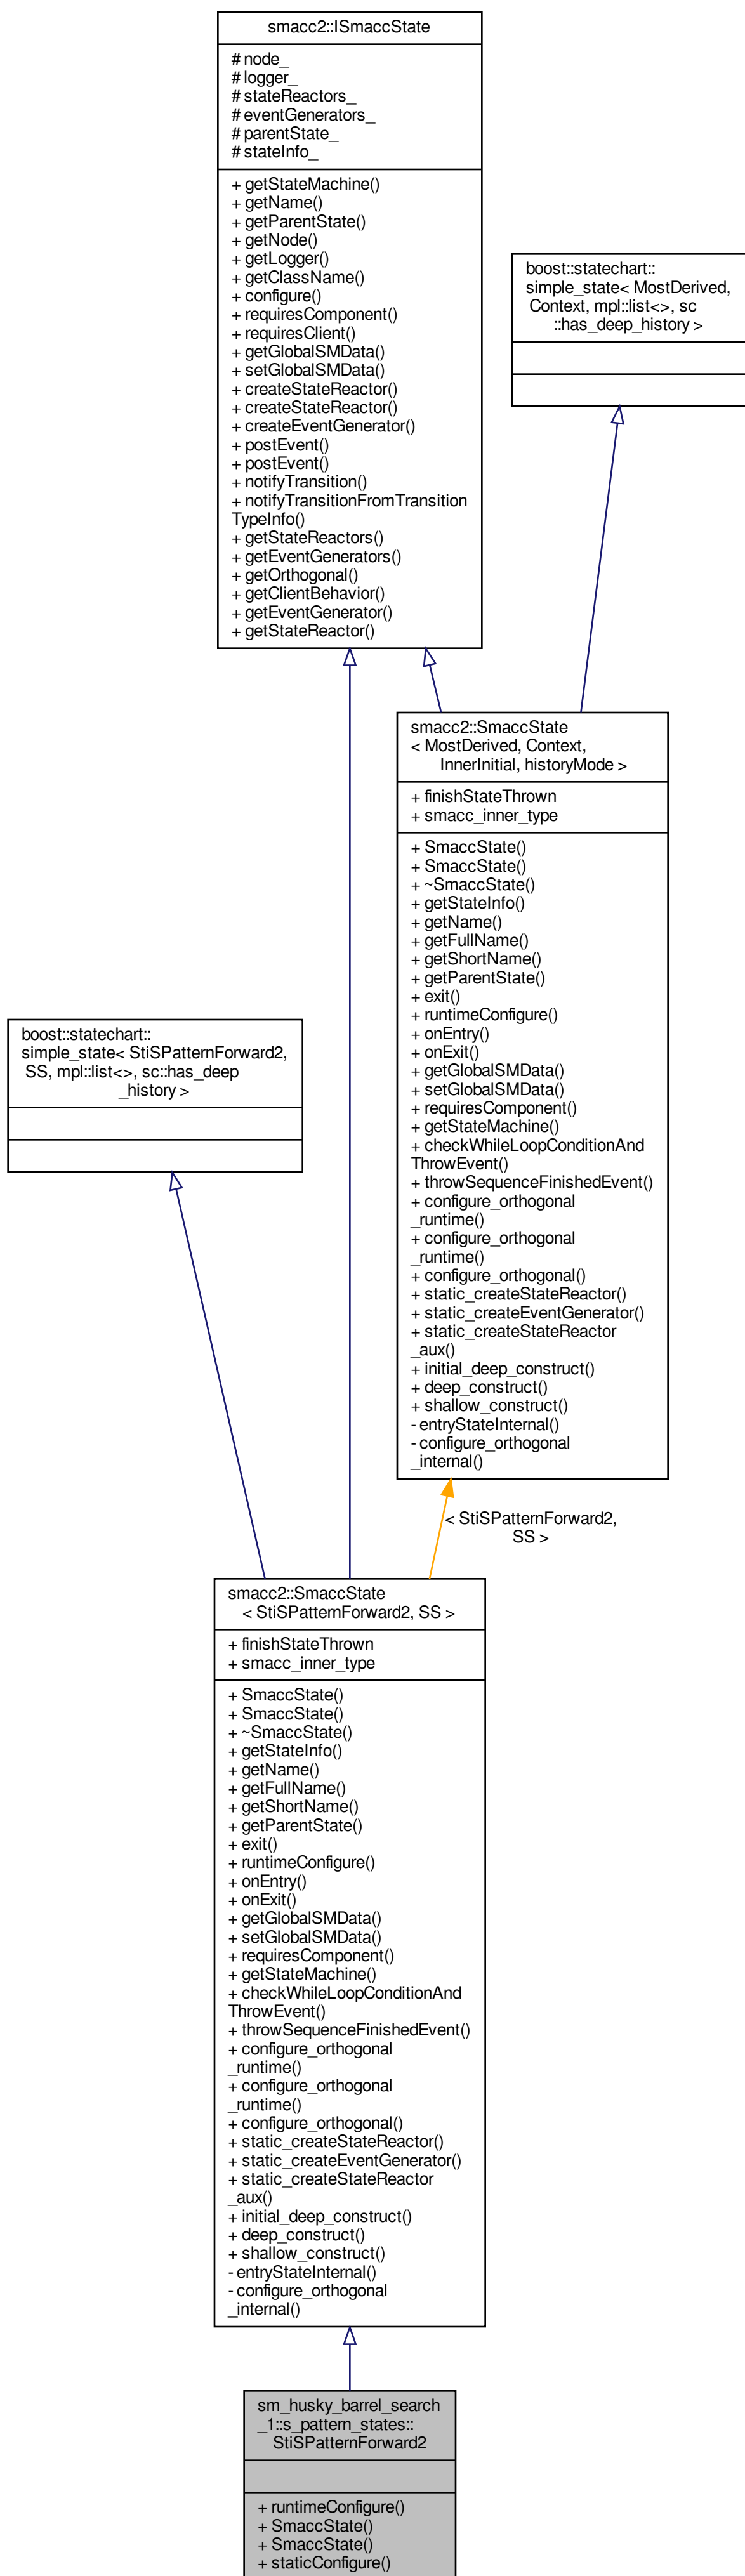 smacc2::ISmaccState
# node_
# logger_
# stateReactors_
# eventGenerators_
# parentState_
# stateInfo_
+ getStateMachine()
+ getName()
+ getParentState()
+ getNode()
+ getLogger()
+ getClassName()
+ configure()
+ requiresComponent()
+ requiresClient()
+ getGlobalSMData()
+ setGlobalSMData()
+ createStateReactor()
+ createStateReactor()
+ createEventGenerator()
+ postEvent()
+ postEvent()
+ notifyTransition()
+ notifyTransitionFromTransition
TypeInfo()
+ getStateReactors()
+ getEventGenerators()
+ getOrthogonal()
+ getClientBehavior()
+ getEventGenerator()
+ getStateReactor()
boost::statechart::
simple_state< MostDerived,
Context, mpl::list<>, sc
::has_deep_history >
smacc2::SmaccState
< MostDerived, Context,
InnerInitial, historyMode >
+ finishStateThrown
+ smacc_inner_type
+ SmaccState()
+ SmaccState()
+ ~SmaccState()
+ getStateInfo()
+ getName()
+ getFullName()
+ getShortName()
+ getParentState()
+ exit()
+ runtimeConfigure()
+ onEntry()
+ onExit()
+ getGlobalSMData()
+ setGlobalSMData()
+ requiresComponent()
+ getStateMachine()
+ checkWhileLoopConditionAnd
ThrowEvent()
+ throwSequenceFinishedEvent()
+ configure_orthogonal
_runtime()
+ configure_orthogonal
_runtime()
+ configure_orthogonal()
+ static_createStateReactor()
+ static_createEventGenerator()
+ static_createStateReactor
_aux()
+ initial_deep_construct()
+ deep_construct()
+ shallow_construct()
- entryStateInternal()
- configure_orthogonal
_internal()
boost::statechart::
simple_state< StiSPatternForward2,
SS, mpl::list<>, sc::has_deep
_history >
< StiSPatternForward2,
SS >
smacc2::SmaccState
< StiSPatternForward2, SS >
+ finishStateThrown
+ smacc_inner_type
+ SmaccState()
+ SmaccState()
+ ~SmaccState()
+ getStateInfo()
+ getName()
+ getFullName()
+ getShortName()
+ getParentState()
+ exit()
+ runtimeConfigure()
+ onEntry()
+ onExit()
+ getGlobalSMData()
+ setGlobalSMData()
+ requiresComponent()
+ getStateMachine()
+ checkWhileLoopConditionAnd
ThrowEvent()
+ throwSequenceFinishedEvent()
+ configure_orthogonal
_runtime()
+ configure_orthogonal
_runtime()
+ configure_orthogonal()
+ static_createStateReactor()
+ static_createEventGenerator()
+ static_createStateReactor
_aux()
+ initial_deep_construct()
+ deep_construct()
+ shallow_construct()
- entryStateInternal()
- configure_orthogonal
_internal()
sm_husky_barrel_search
_1::s_pattern_states::
StiSPatternForward2
+ runtimeConfigure()
+ SmaccState()
+ SmaccState()
+ staticConfigure()